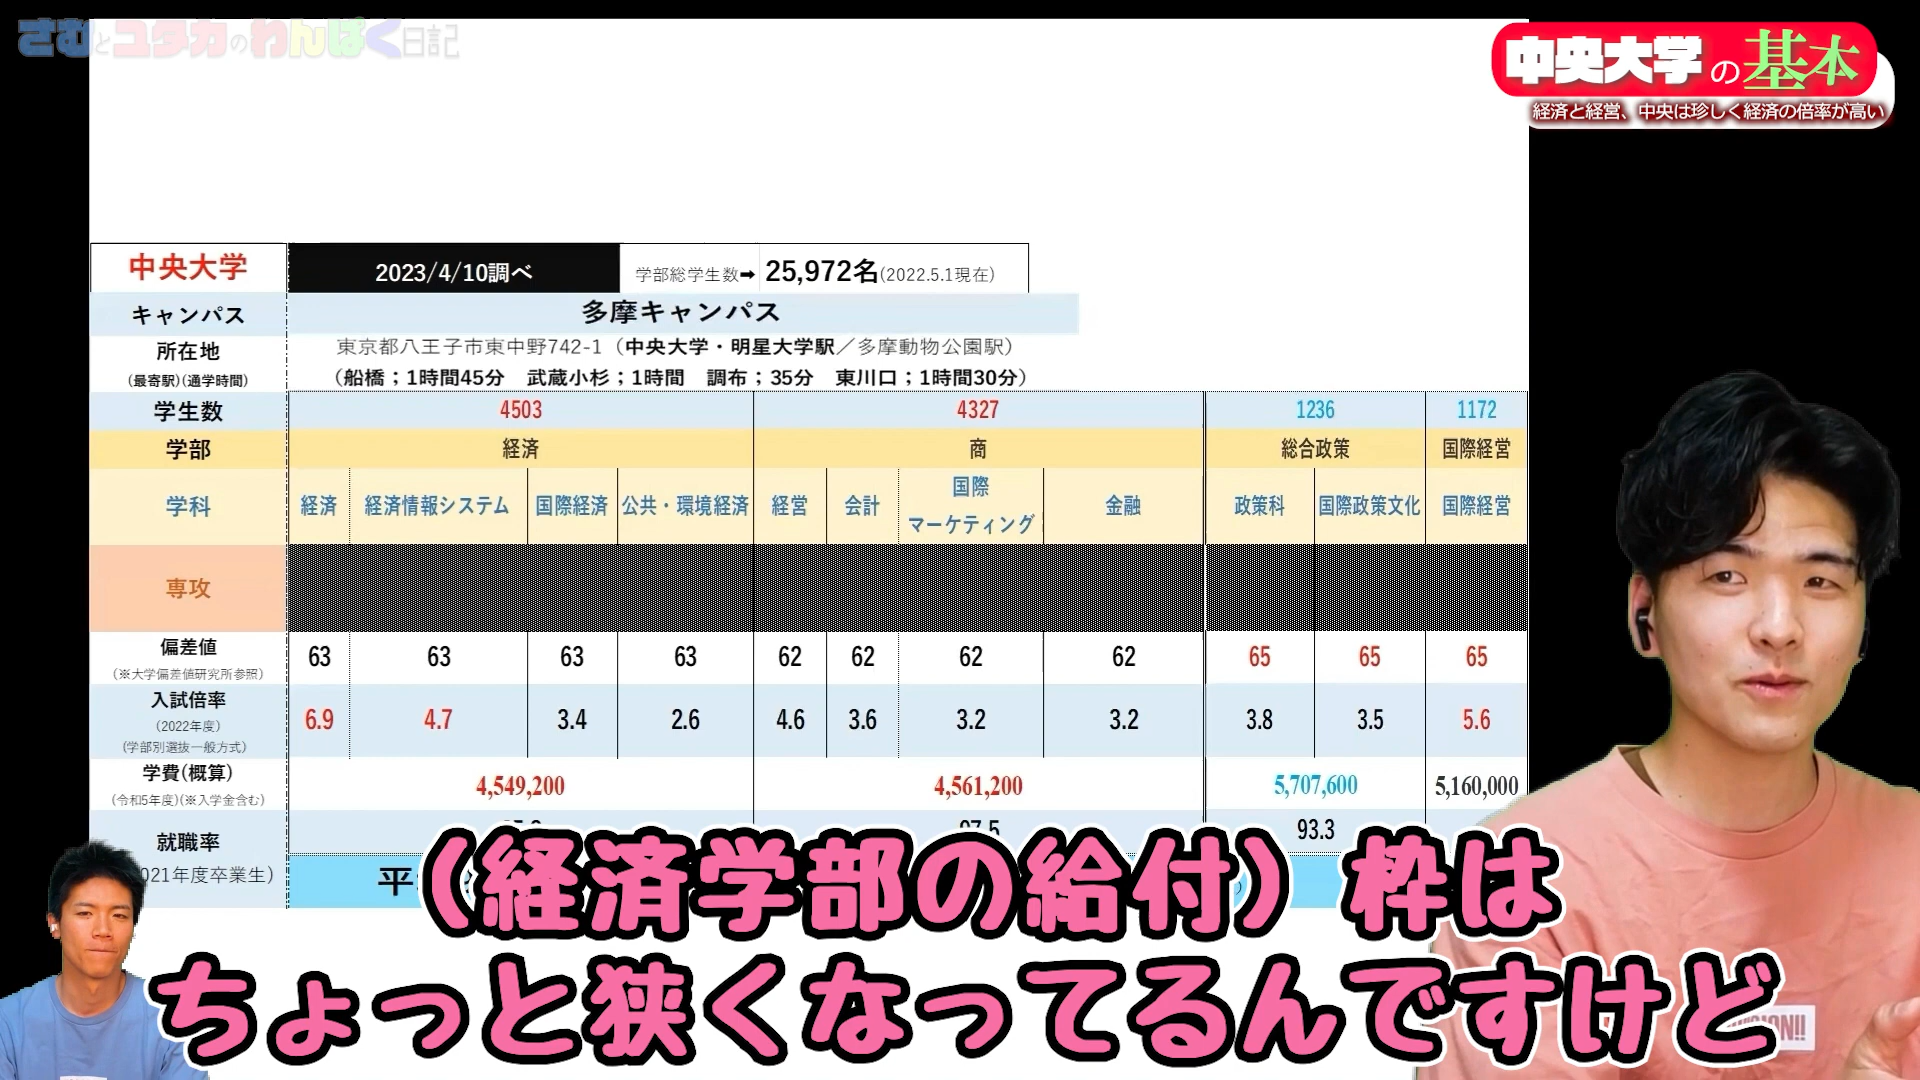 さむとユタカのわんぱく日記
中央大学の基本
経済と経営、中央は珍しく経済の倍率が高い
中央大学 2023/4/10調べ 学部総学生数➡ 25,972名(2022.5.1現在)
キャンパス 多摩キャンパス
所在地 東京都八王子市東中野742-1（中央大学・明星大学駅／多摩動物公園駅）
(最寄駅)(通学時間) （船橋；1時間45分 武蔵小杉；1時間 調布；35分 東川口；1時間30分）
学生数 4503 4327 1236 1172
学部 経済 商 総合政策 国際経営
学科 経済 経済情報システム 国際経済 公共・環境経済 経営 会計 国際マーケティング 金融 政策科 国際政策文化 国際経営
専攻
偏差値 63 63 63 63 62 62 62 62 65 65 65
(※大学偏差値研究所参照)
入試倍率 6.9 4.7 3.4 2.6 4.6 3.6 3.2 3.2 3.8 3.5 5.6
(2022年度)
(学部別選抜一般方式)
学費(概算) 4,549,200 4,561,200 5,707,600 5,160,000
(令和5年度)(※入学金含む)
就職率 93.3
021年度卒業生)
平
（経済学部の給付）枠は
ちょっと狭くなってるんですけど